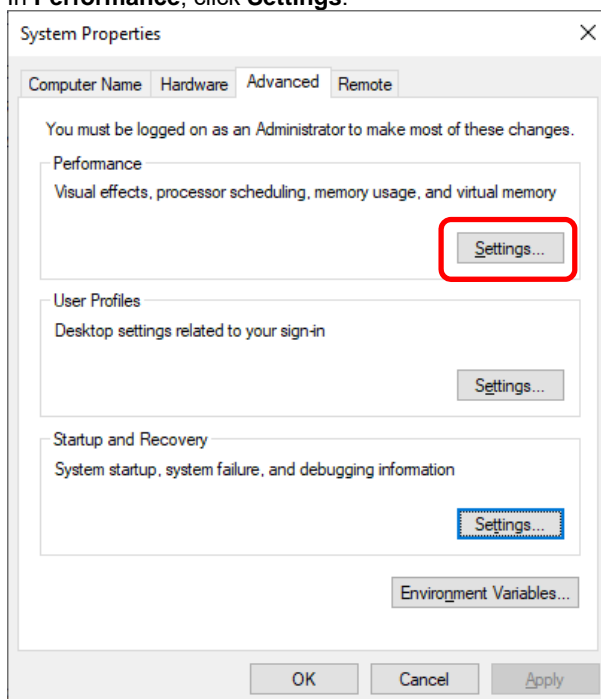 In Performance, click Settings.
System Properties
Computer Name Hardware Advanced Remote
You must be logged on as an Administrator to make most of these changes.
Performance
Visual effects, processor scheduling, memory usage, and virtual memory
Settings...
User Profiles
Desktop settings related to your sign-in
Settings...
Startup and Recovery
System startup, system failure, and debugging information
Settings...
Environment Variables...
OK Cancel Apply